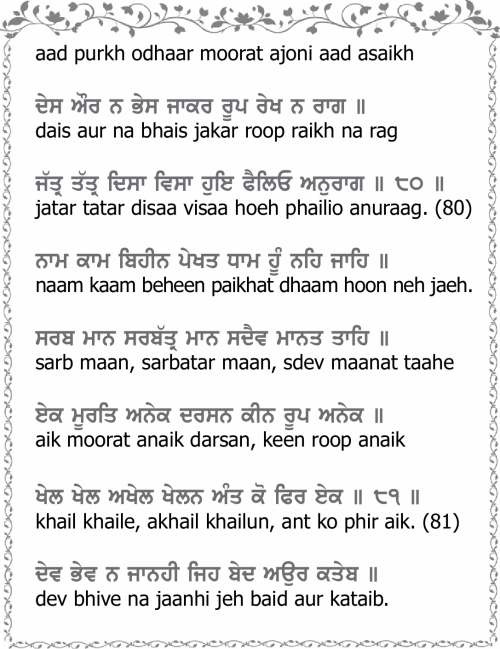 aad purkh odhaar moorat ajoni aad asaikh
ਦੇਸ ਔਰ ਨ ਭੇਸ ਜਾਕਰ ਰੂਪ ਰੇਖ ਨ ਰਾਗ ॥
dais aur na bhais jakar roop raikh na rag
ਜੱਤ੍ਰ ਤੱਤ੍ਰ ਦਿਸਾ ਵਿਸਾ ਹੁਇ ਫੈਲਿਓ ਅਨੁਰਾਗ ॥ ੮੦ ॥
jatar tatar disaa visaa hoeh phailio anuraag. (80)
ਨਾਮ ਕਾਮ ਬਿਹੀਨ ਪੇਖਤ ਧਾਮ ਹੂੰ ਨਹਿ ਜਾਹਿ ॥
naam kaam beheen paikhat dhaam hoon neh jaeh.
ਸਰਬ ਮਾਨ ਸਰਬੱਤ੍ਰ ਮਾਨ ਸਦੈਵ ਮਾਨਤ ਤਾਹਿ ॥
sarb maan, sarbatar maan, sdev maanat taahe
ਏਕ ਮੂਰਤਿ ਅਨੇਕ ਦਰਸਨ ਕੀਨ ਰੂਪ ਅਨੇਕ ॥
aik moorat anaik darsan, keen roop anaik
ਖੇਲ ਖੇਲ ਅਖੇਲ ਖੇਲਨ ਅੰਤ ਕੋ ਫਿਰ ਏਕ ॥ ੮੧ ॥
khail khaile, akhail khailun, ant ko phir aik. (81)
ਦੇਵ ਭੇਵ ਨ ਜਾਨਹੀ ਜਿਹ ਬੇਦ ਅਉਰ ਕਤੇਬ ॥
dev bhive na jaanhi jeh baid aur kataib.